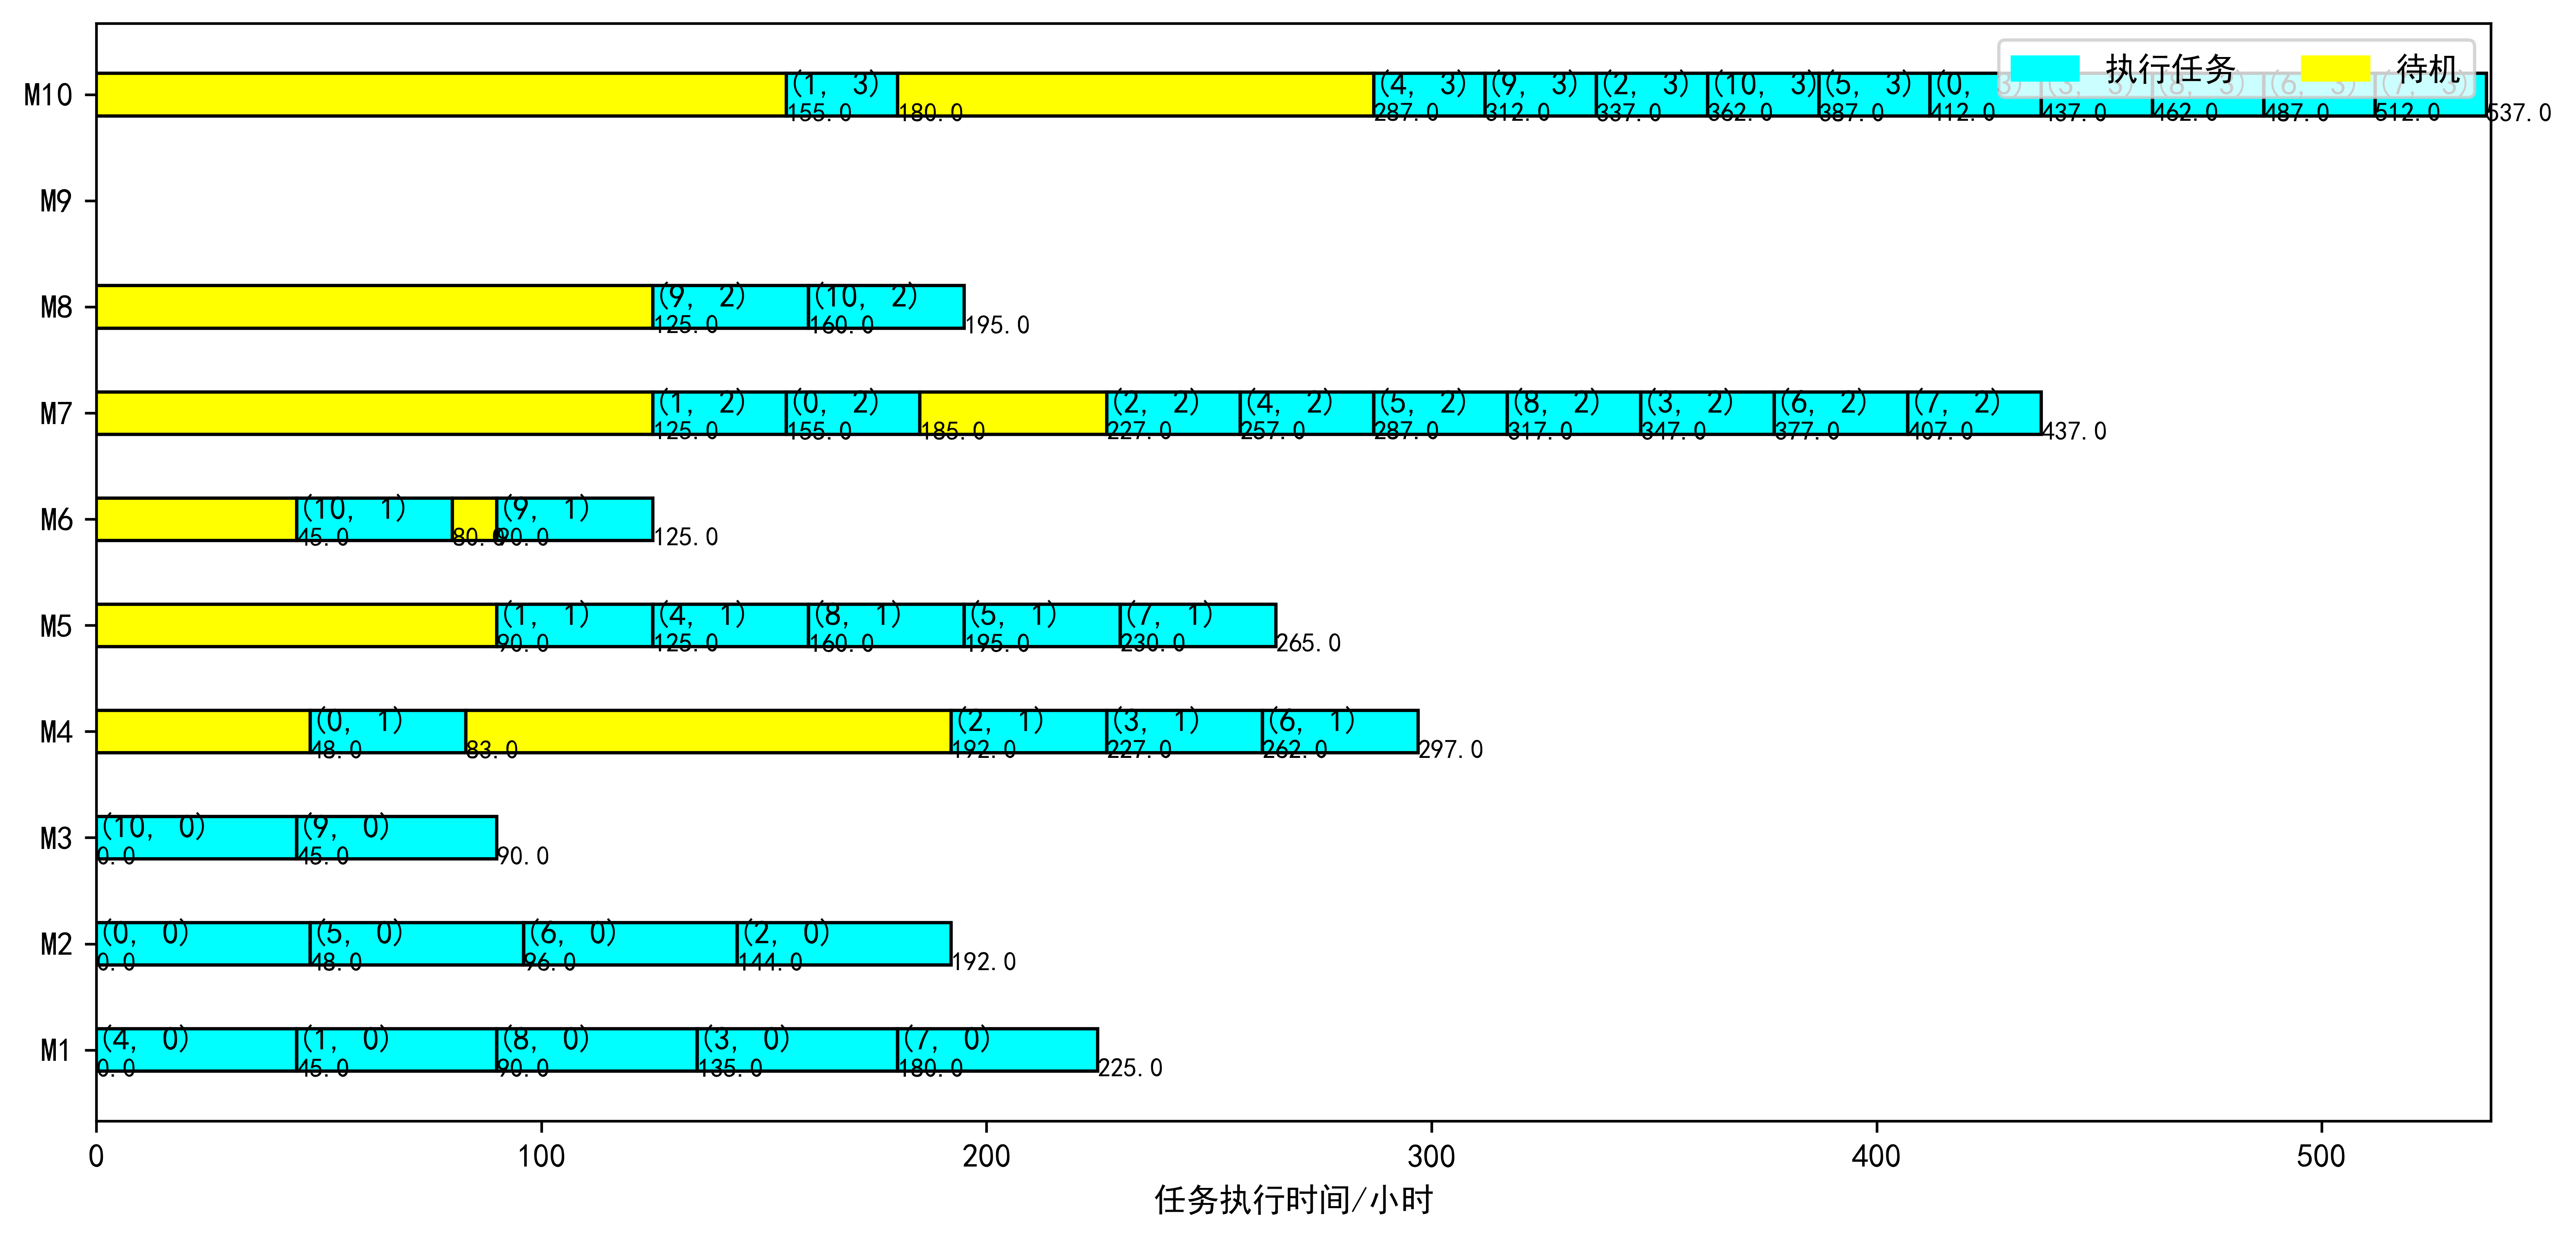 执行任务 待机
M10 (1, 3) (4, 3) (9, 3) (2, 3) (10, 3) (5, 3) (0, 3) (3, 3) (8, 3) (6, 3) (7, 3)
155.0 180.0 287.0 312.0 337.0 362.0 387.0 412.0 437.0 462.0 487.0 512.0 537.0
M9
M8 (9, 2) (10, 2)
125.0 160.0 195.0
M7 (1, 2) (0, 2) (2, 2) (4, 2) (5, 2) (8, 2) (3, 2) (6, 2) (7, 2)
125.0 155.0 185.0 227.0 257.0 287.0 317.0 347.0 377.0 407.0 437.0
M6 (10, 1) (9, 1)
45.0 80.0 90.0 125.0
M5 (1, 1) (4, 1) (8, 1) (5, 1) (7, 1)
90.0 125.0 160.0 195.0 230.0 265.0
M4 (0, 1) (2, 1) (3, 1) (6, 1)
48.0 83.0 192.0 227.0 262.0 297.0
M3 (10, 0) (9, 0)
0.0 45.0 90.0
M2 (0, 0) (5, 0) (6, 0) (2, 0)
0.0 48.0 96.0 144.0 192.0
M1 (4, 0) (1, 0) (8, 0) (3, 0) (7, 0)
0.0 45.0 90.0 135.0 180.0 225.0
0 100 200 300 400 500
任务执行时间/小时